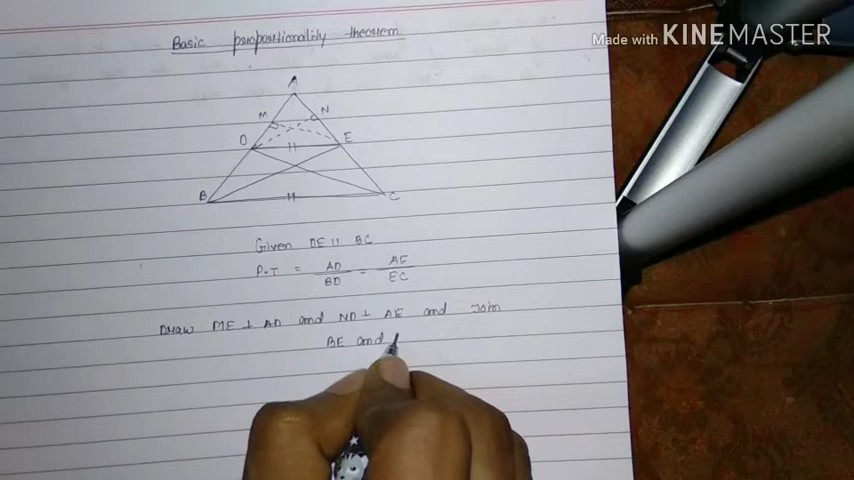 Made with KINEMASTER
Basic proportionality theorem
A
M
N
D
E
B
C
Given DE || BC
P.T = AD/BD = AE/EC
Draw ME ⊥ AD and ND ⊥ AE and John
BE and